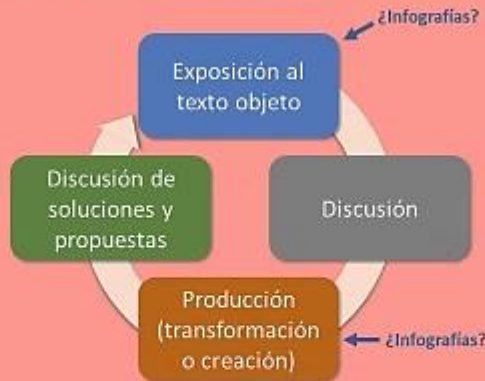 ¿Infografías?
Exposición al
texto objeto
Discusión
Producción
(transformación
o creación)
¿Infografías?
Discusión de
soluciones y
propuestas